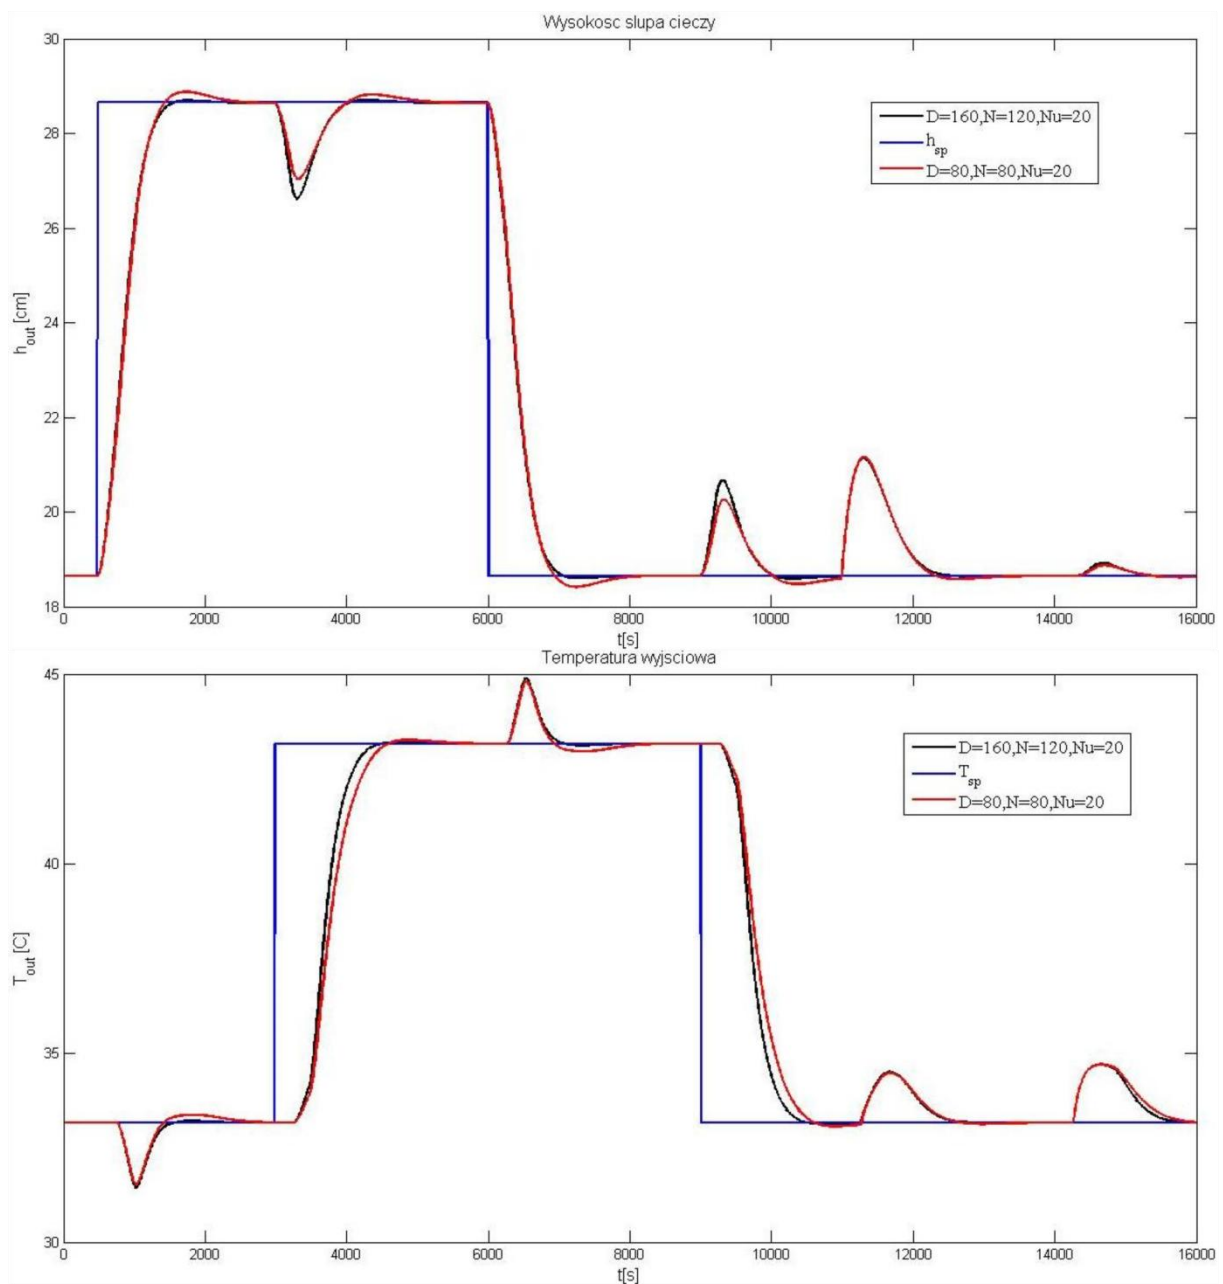 Wysokosc slupa cieczy
30
28
26
24
22
20
18
h_out [cm]
D=160,N=120,Nu=20
h_sp
D=80,N=80,Nu=20
0 2000 4000 6000 8000 10000 12000 14000 16000
t[s]
Temperatura wyjsciowa
45
40
35
30
T_out [C]
D=160,N=120,Nu=20
T_sp
D=80,N=80,Nu=20
0 2000 4000 6000 8000 10000 12000 14000 16000
t[s]